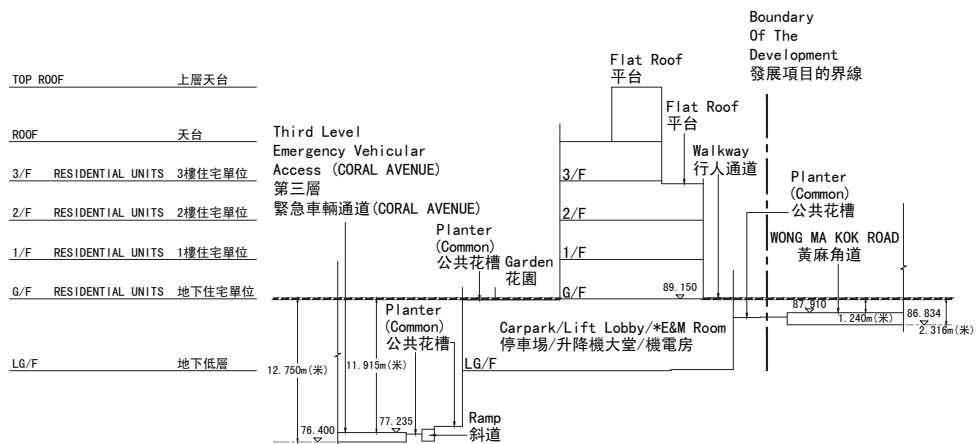 Boundary
Of The
Development
發展項目的界線
Flat Roof
平台
TOP ROOF 上層天台
Flat Roof
平台
ROOF 天台
Third Level
Emergency Vehicular
Access (CORAL AVENUE)
第三層
緊急車輛通道(CORAL AVENUE)
Walkway
行人通道
3/F RESIDENTIAL UNITS 3樓住宅單位
3/F
Planter
(Common)
公共花槽
2/F RESIDENTIAL UNITS 2樓住宅單位
2/F
Planter
(Common)
公共花槽
WONG MA KOK ROAD
黃麻角道
1/F RESIDENTIAL UNITS 1樓住宅單位
1/F
Garden
花園
G/F RESIDENTIAL UNITS 地下住宅單位
G/F
89.150
87.910
86.834
1.240m(米)
2.316m(米)
Planter
(Common)
公共花槽
Carpark/Lift Lobby/*E&M Room
停車場/升降機大堂/機電房
LG/F 地下低層
LG/F
12.750m(米)
11.915m(米)
77.235
76.400
Ramp
斜道